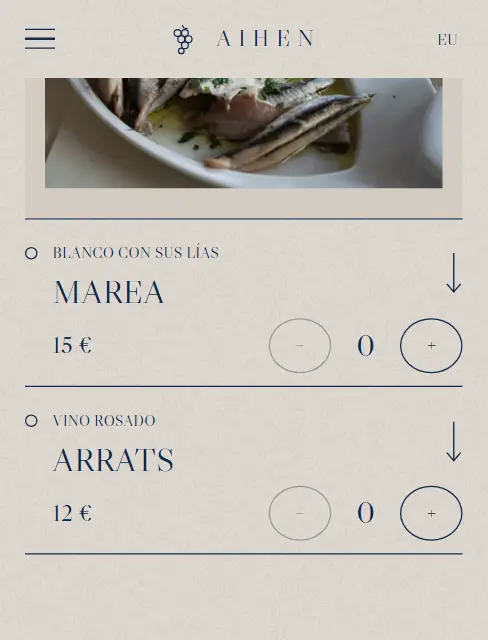 AIHEN
EU
BLANCO CON SUS LÍAS
MAREA
15 €
− 0 +
VINO ROSADO
ARRATS
12 €
− 0 +